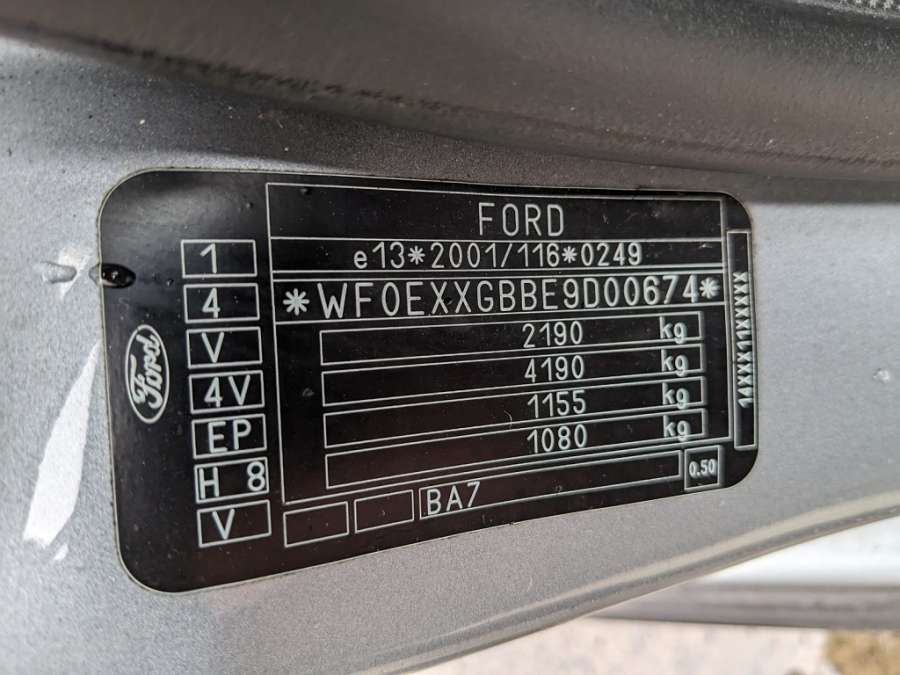 FORD
e13*2001/116*0249
*WF0EXXGBBE9D00674*
2190 kg
4190 kg
1155 kg
1080 kg
1
4
V
4V
EP
H 8
V
BA7
0.50
14XXX11XXXXX
Ford